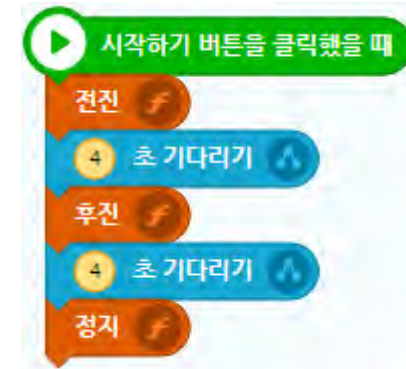 시작하기 버튼을 클릭했을 때
전진 f
4 초 기다리기
후진 f
4 초 기다리기
정지 f